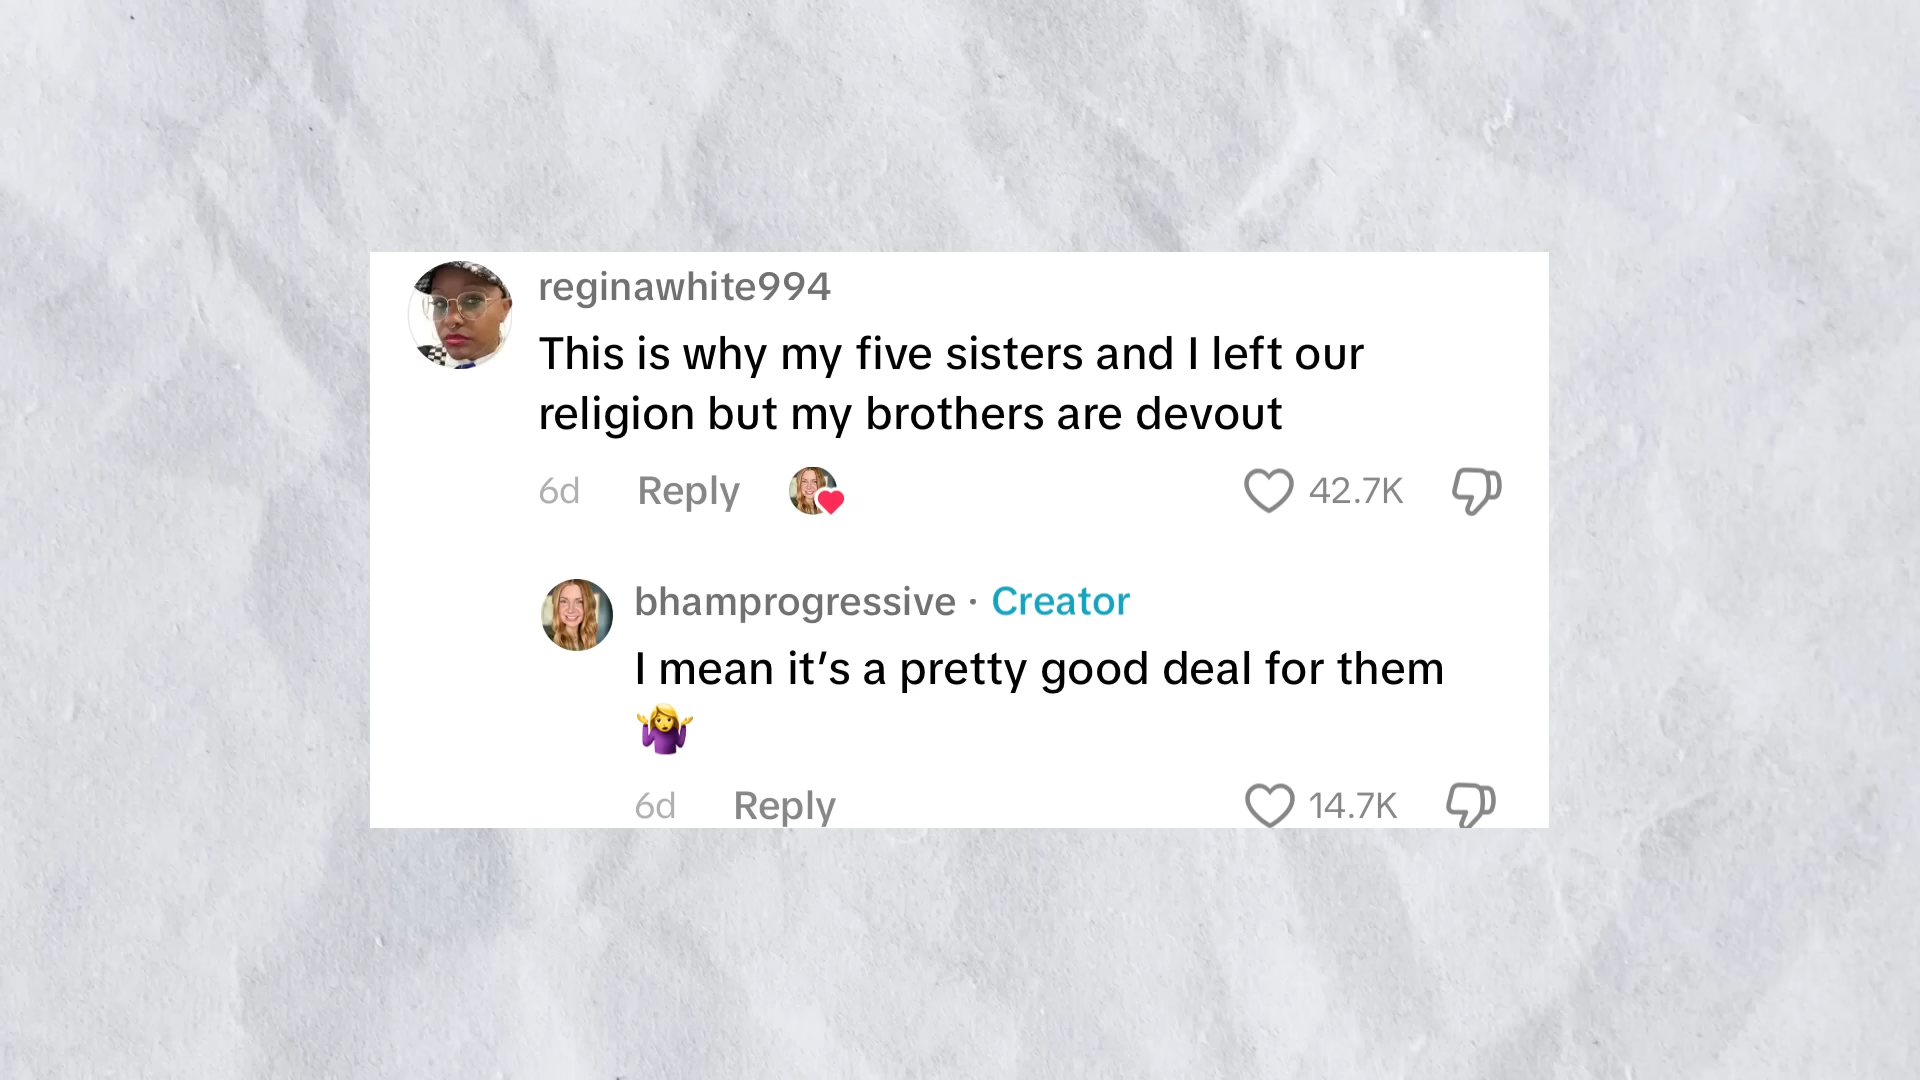 reginawhite994
This is why my five sisters and I left our
religion but my brothers are devout
6d Reply 42.7K
bhamprogressive · Creator
I mean it’s a pretty good deal for them
🤷‍♀️
6d Reply 14.7K